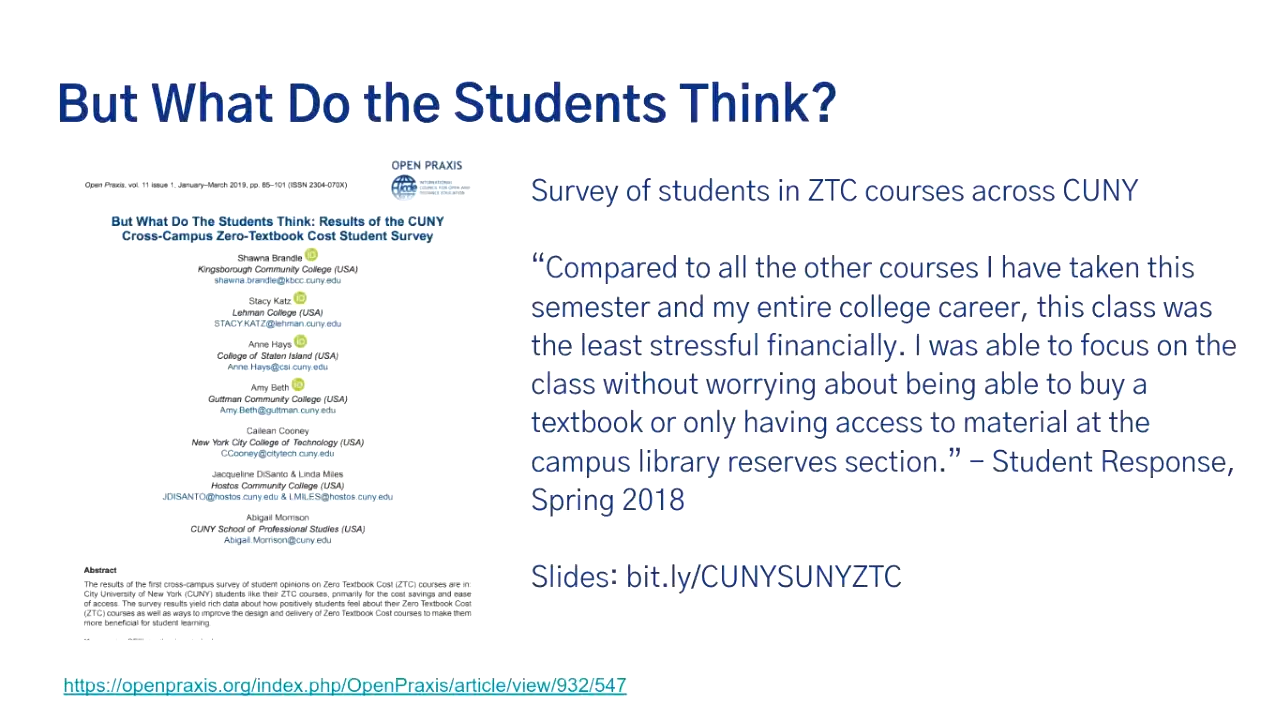 But What Do the Students Think?
OPEN PRAXIS
Open Praxis, vol. 11 issue 1, January–March 2019, pp. 85–101 (ISSN 2304-070X)
INTERNATIONAL
COUNCIL FOR OPEN AND
DISTANCE EDUCATION
But What Do The Students Think: Results of the CUNY
Cross-Campus Zero-Textbook Cost Student Survey
Shawna Brandle
Kingsborough Community College (USA)
shawna.brandle@kbcc.cuny.edu
Stacy Katz
Lehman College (USA)
STACY.KATZ@lehman.cuny.edu
Anne Hays
College of Staten Island (USA)
Anne.Hays@csi.cuny.edu
Amy Beth
Guttman Community College (USA)
Amy.Beth@guttman.cuny.edu
Cailean Cooney
New York City College of Technology (USA)
CCooney@citytech.cuny.edu
Jacqueline DiSanto & Linda Miles
Hostos Community College (USA)
JDISANTO@hostos.cuny.edu & LMILES@hostos.cuny.edu
Abigail Morrison
CUNY School of Professional Studies (USA)
Abigail.Morrison@cuny.edu
Abstract
The results of the first cross-campus survey of student opinions on Zero Textbook Cost (ZTC) courses are in:
City University of New York (CUNY) students like their ZTC courses, primarily for the cost savings and ease
of access. The survey results yield rich data about how positively students feel about their Zero Textbook Cost
(ZTC) courses as well as ways to improve the design and delivery of Zero Textbook Cost courses to make them
more beneficial for student learning.
Survey of students in ZTC courses across CUNY
“Compared to all the other courses I have taken this
semester and my entire college career, this class was
the least stressful financially. I was able to focus on the
class without worrying about being able to buy a
textbook or only having access to material at the
campus library reserves section.” – Student Response,
Spring 2018
Slides: bit.ly/CUNYSUNYZTC
https://openpraxis.org/index.php/OpenPraxis/article/view/932/547